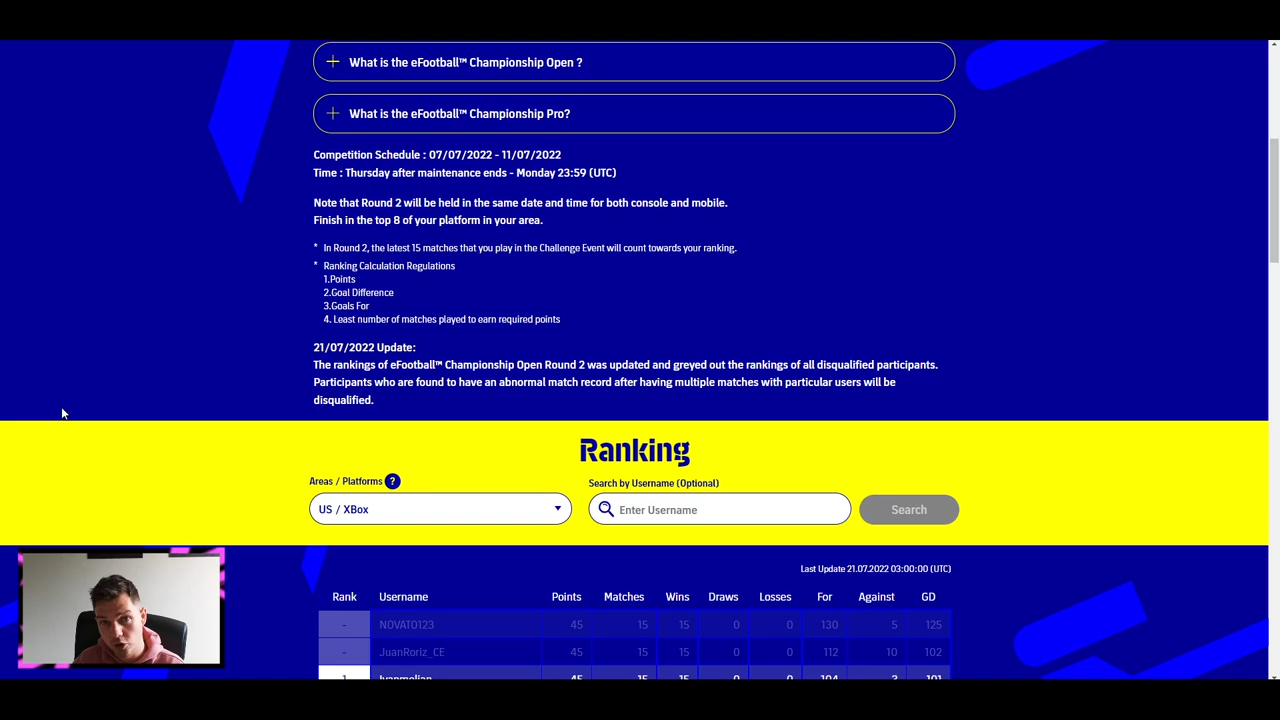 What is the eFootball™ Championship Open ?
What is the eFootball™ Championship Pro?
Competition Schedule : 07/07/2022 - 11/07/2022
Time : Thursday after maintenance ends - Monday 23:59 (UTC)
Note that Round 2 will be held in the same date and time for both console and mobile.
Finish in the top 8 of your platform in your area.
* In Round 2, the latest 15 matches that you play in the Challenge Event will count towards your ranking.
* Ranking Calculation Regulations
1.Points
2.Goal Difference
3.Goals For
4. Least number of matches played to earn required points
21/07/2022 Update:
The rankings of eFootball™ Championship Open Round 2 was updated and greyed out the rankings of all disqualified participants.
Participants who are found to have an abnormal match record after having multiple matches with particular users will be
disqualified.
Ranking
Areas / Platforms ?
Search by Username (Optional)
US / XBox
Enter Username
Search
Last Update 21.07.2022 03:00:00 (UTC)
Rank Username Points Matches Wins Draws Losses For Against GD
- NOVATO123 45 15 15 0 0 130 5 125
- JuanRoriz_CE 45 15 15 0 0 112 10 102